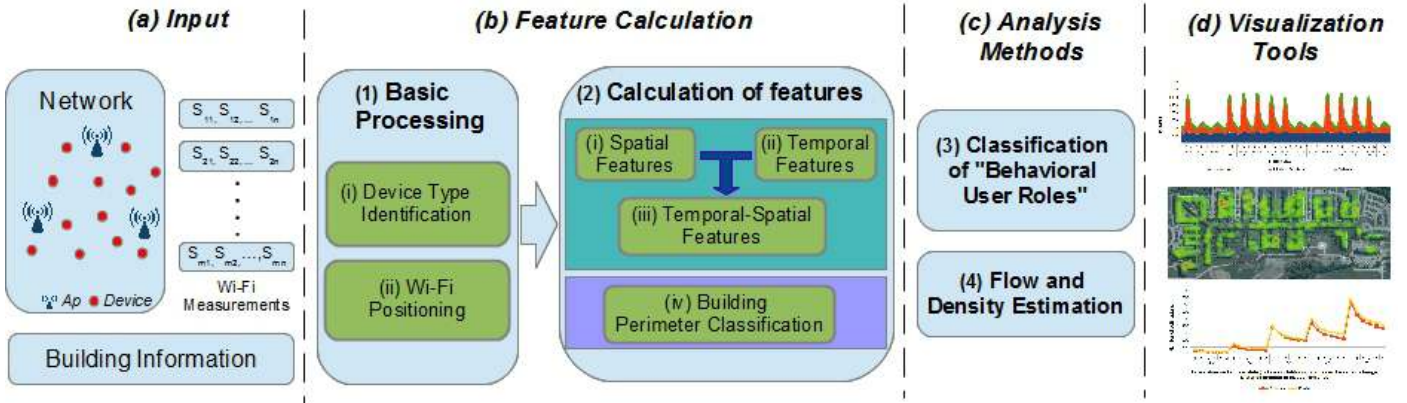 (a) Input
(b) Feature Calculation
(c) Analysis
Methods
(d) Visualization
Tools
Network
S11, S12,... S1n
S21, S22,... S2n
Sm1, Sm2, ...,Smn
Wi-Fi
Measurements
Ap
Device
Building Information
(1) Basic
Processing
(i) Device Type
Identification
(ii) Wi-Fi
Positioning
(2) Calculation of features
(i) Spatial
Features
(ii) Temporal
Features
(iii) Temporal-Spatial
Features
(iv) Building
Perimeter Classification
(3) Classification
of "Behavioral
User Roles"
(4) Flow and
Density Estimation